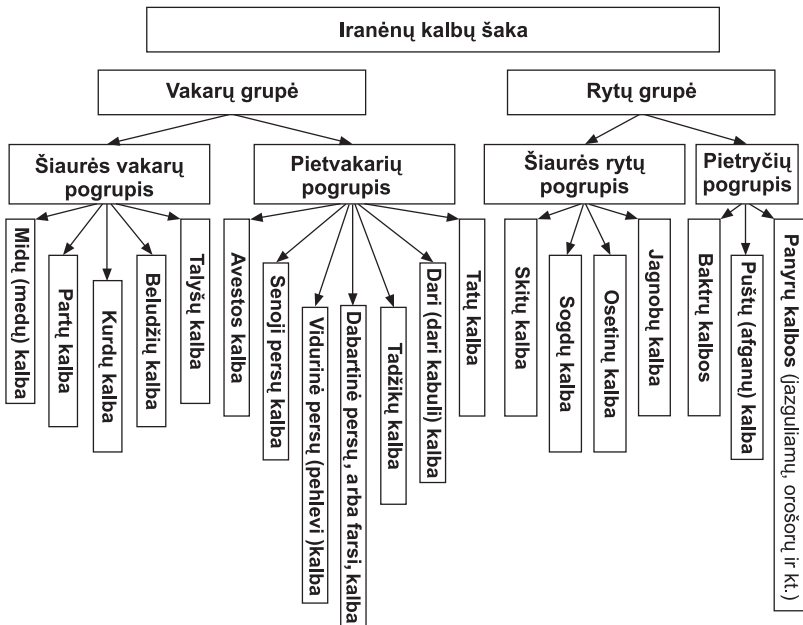 Iranėnų kalbų šaka
Vakarų grupė
Rytų grupė
Šiaurės vakarų
pogrupis
Pietvakarių
pogrupis
Šiaurės rytų
pogrupis
Pietryčių
pogrupis
Midų (medų) kalba
Partų kalba
Kurdų kalba
Beludžių kalba
Talyšų kalba
Avestos kalba
Senoji persų kalba
Vidurinė persų (pehlevi )kalba
Dabartinė persų, arba farsi, kalba
Tadžikų kalba
Dari (dari kabuli) kalba
Tatų kalba
Skitų kalba
Sogdų kalba
Osetinų kalba
Jagnobų kalba
Baktrų kalbos
Puštų (afganų) kalba
Panyrų kalbos (jazguliamų, orošorų ir kt.)